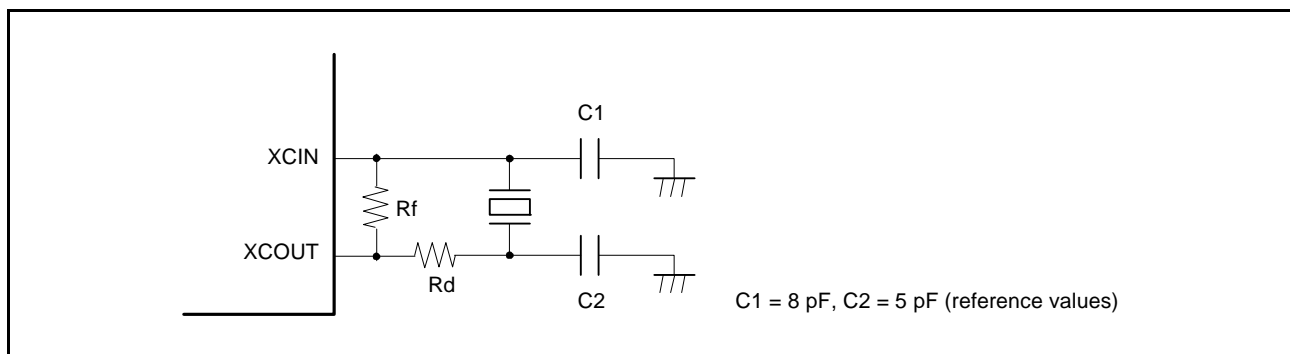 C1
XCIN
Rf
XCOUT
Rd
C2
C1 = 8 pF, C2 = 5 pF (reference values)